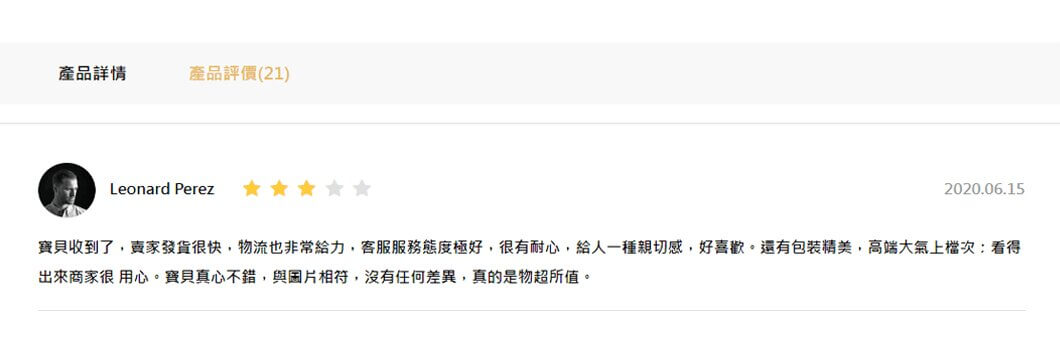 產品詳情
產品評價(21)
Leonard Perez
2020.06.15
寶貝收到了，賣家發貨很快，物流也非常給力，客服服務態度極好，很有耐心，給人一種親切感，好喜歡。還有包裝精美，高端大氣上檔次：看得
出來商家很 用心。寶貝真心不錯，與圖片相符，沒有任何差異，真的是物超所值。